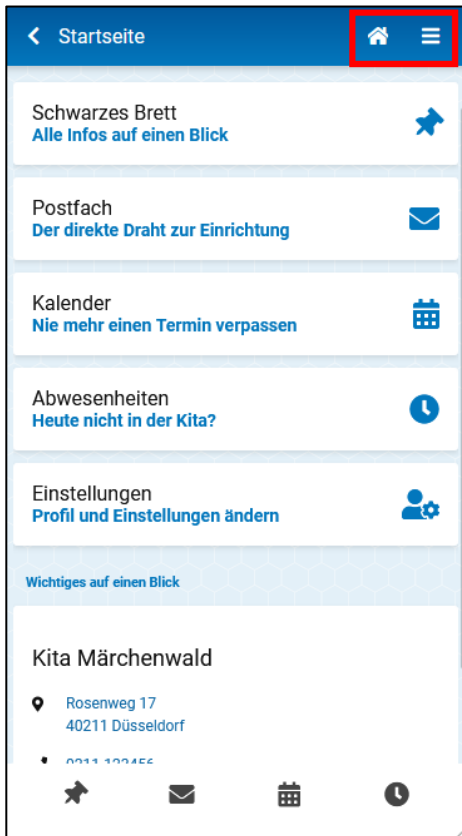 Startseite
Schwarzes Brett
Alle Infos auf einen Blick
Postfach
Der direkte Draht zur Einrichtung
Kalender
Nie mehr einen Termin verpassen
Abwesenheiten
Heute nicht in der Kita?
Einstellungen
Profil und Einstellungen ändern
Wichtiges auf einen Blick
Kita Märchenwald
Rosenweg 17
40211 Düsseldorf